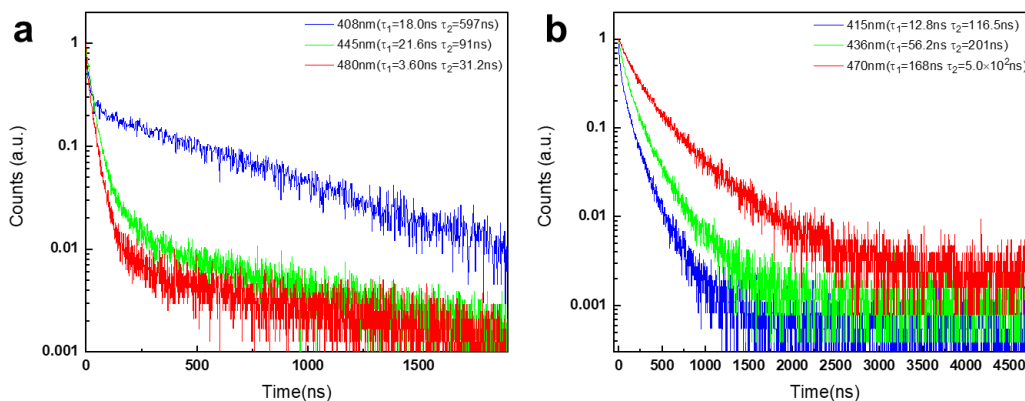 a
408nm(τ1=18.0ns τ2=597ns)
445nm(τ1=21.6ns τ2=91ns)
480nm(τ1=3.60ns τ2=31.2ns)
1
0.1
0.01
0.001
Counts (a.u.)
0 500 1000 1500
Time(ns)
b
415nm(τ1=12.8ns τ2=116.5ns)
436nm(τ1=56.2ns τ2=201ns)
470nm(τ1=168ns τ2=5.0×10²ns)
1
0.1
0.01
0.001
Counts (a.u.)
0 500 1000 1500 2000 2500 3000 3500 4000 4500
Time(ns)